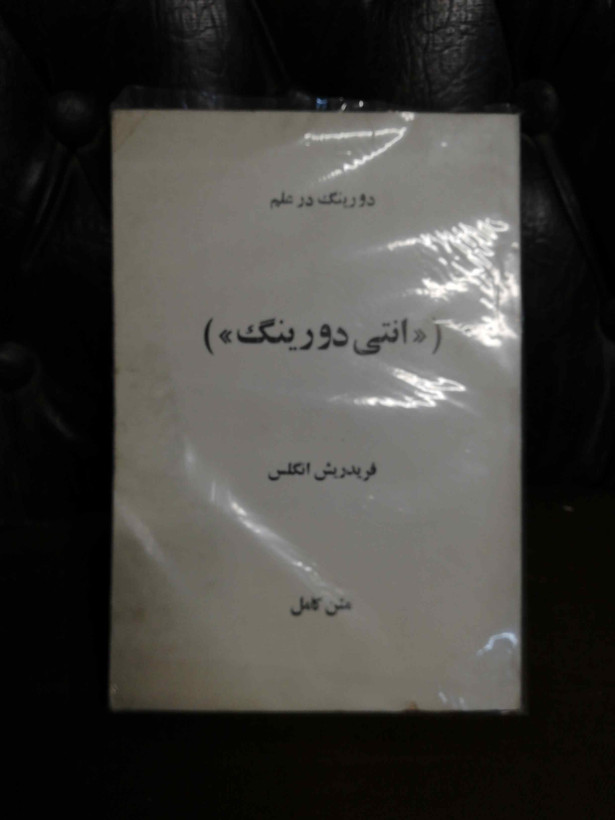 دورینگ در علم
(«انتی دورینگ»)
فریدریش انگلس
متن کامل